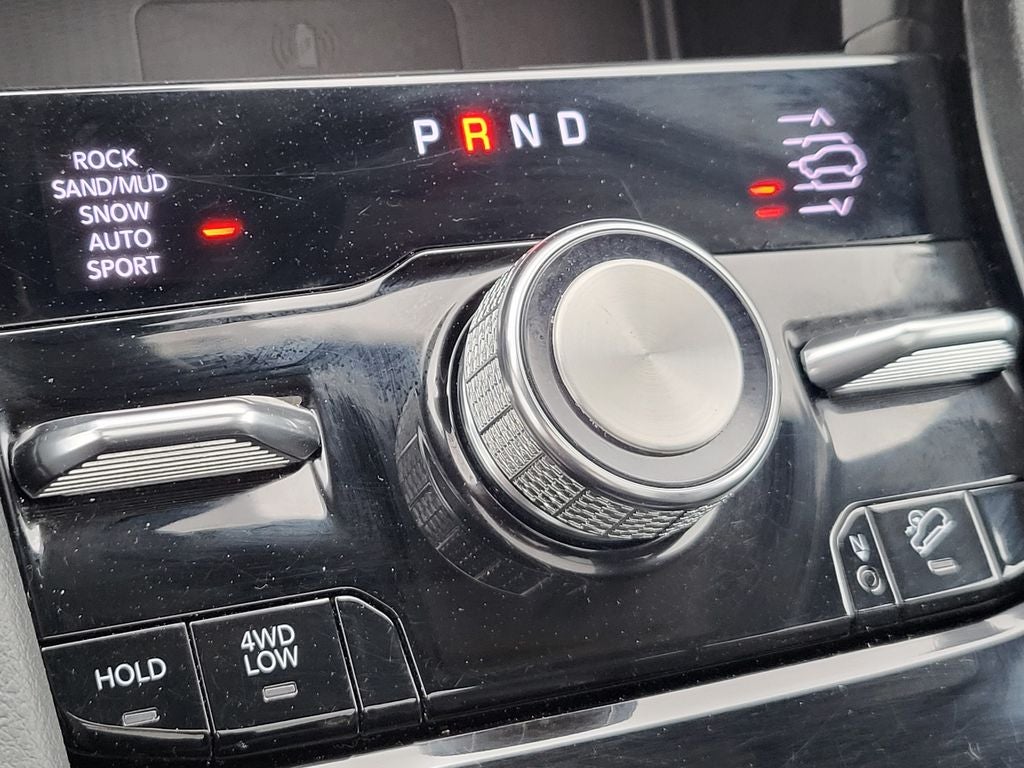 P R N D
ROCK
SAND/MUD
SNOW
AUTO
SPORT
HOLD
4WD
LOW
N